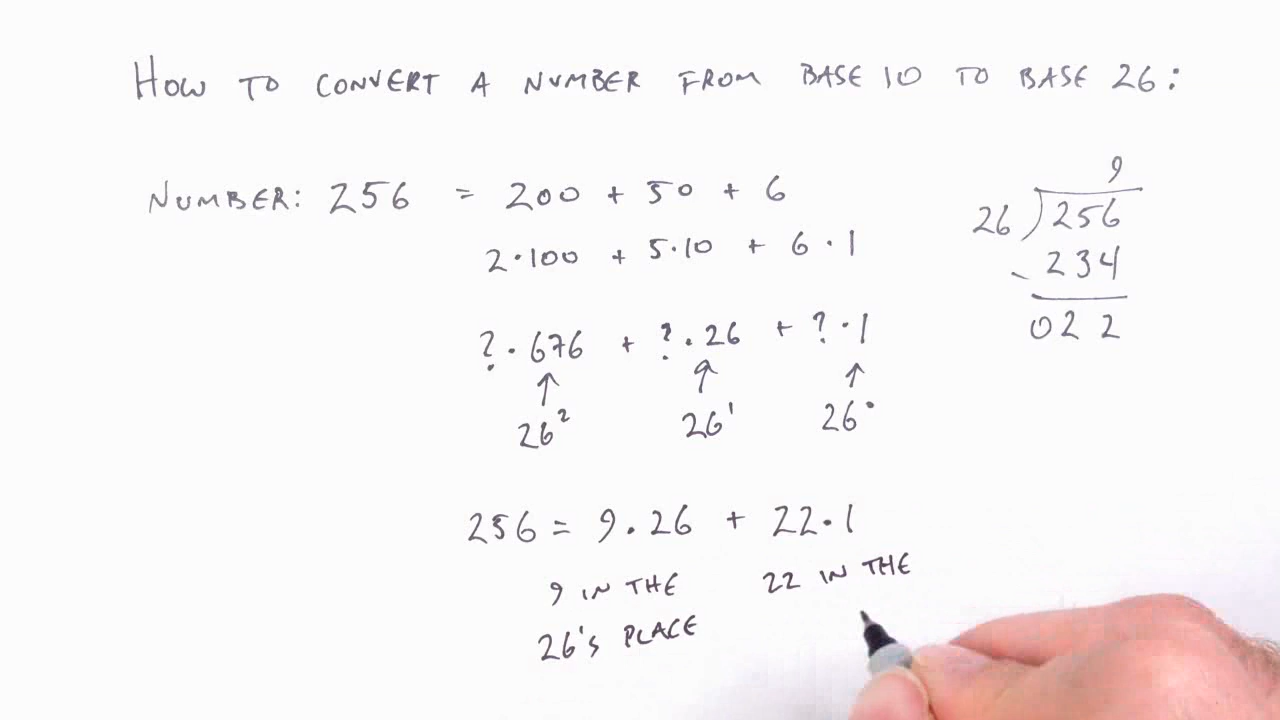 HOW TO CONVERT A NUMBER FROM BASE 10 TO BASE 26:
NUMBER: 256 = 200 + 50 + 6
2·100 + 5·10 + 6·1
?·676 + ?·26 + ?·1
↑ ↑ ↑
26² 26¹ 26⁰
256 = 9·26 + 22·1
9 IN THE
26's PLACE
22 IN THE
9
26)256
- 234
022